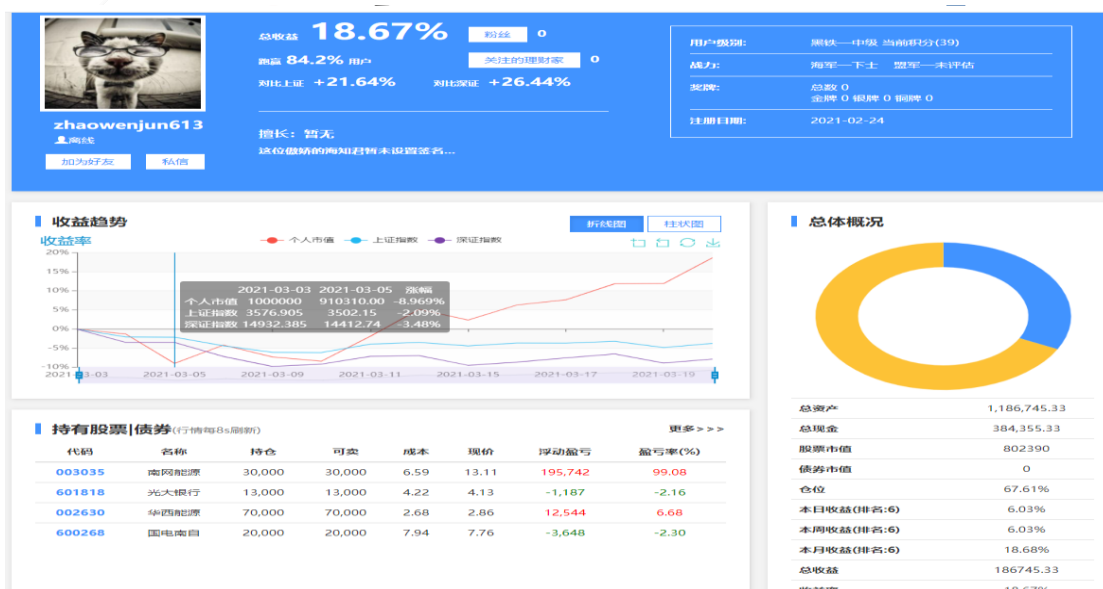 总收益 18.67% 粉丝 0
跑赢 84.2% 用户 关注的理财家 0
对比上证 +21.64% 对比深证 +26.44%
擅长: 暂无
这位傲娇的海知君暂未设置签名...
zhaowenjun613
离线
加为好友 私信
用户级别: 黑铁—中级 当前积分(39)
战力: 海军—下士 盟军—未评估
奖牌: 总数 0
金牌 0 银牌 0 铜牌 0
注册日期: 2021-02-24
收益趋势 折线图 柱状图
收益率 个人市值 上证指数 深证指数
20%
15%
10%
5%
0%
-5%
-10%
2021-03-03 2021-03-05 涨幅
个人市值 1000000 910310.00 -8.969%
上证指数 3576.905 3502.15 -2.09%
深证指数 14932.385 14412.74 -3.48%
2021-03-03 2021-03-05 2021-03-09 2021-03-11 2021-03-15 2021-03-17 2021-03-19
持有股票|债券(行情每8s刷新) 更多>>>
代码 名称 持仓 可卖 成本 现价 浮动盈亏 盈亏率(%)
003035 南网能源 30,000 30,000 6.59 13.11 195,742 99.08
601818 光大银行 13,000 13,000 4.22 4.13 -1,187 -2.16
002630 华西能源 70,000 70,000 2.68 2.86 12,544 6.68
600268 国电南自 20,000 20,000 7.94 7.76 -3,648 -2.30
总体概况
总资产 1,186,745.33
总现金 384,355.33
股票市值 802390
债券市值 0
仓位 67.61%
本日收益(排名:6) 6.03%
本周收益(排名:6) 6.03%
本月收益(排名:6) 18.68%
总收益 186745.33